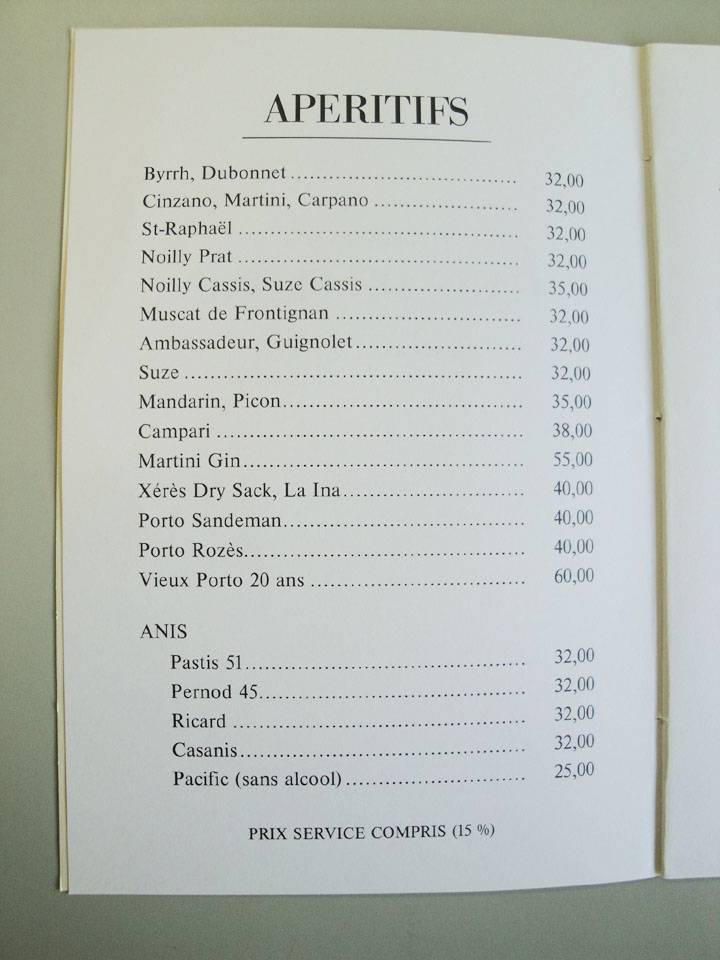 APERITIFS
Byrrh, Dubonnet ................................... 32,00
Cinzano, Martini, Carpano ...................... 32,00
St-Raphaël ........................................... 32,00
Noilly Prat ........................................... 32,00
Noilly Cassis, Suze Cassis ....................... 35,00
Muscat de Frontignan ............................ 32,00
Ambassadeur, Guignolet.......................... 32,00
Suze .................................................... 32,00
Mandarin, Picon..................................... 35,00
Campari ............................................... 38,00
Martini Gin........................................... 55,00
Xérès Dry Sack, La Ina............................ 40,00
Porto Sandeman..................................... 40,00
Porto Rozès........................................... 40,00
Vieux Porto 20 ans ................................. 60,00
ANIS
Pastis 51........................................... 32,00
Pernod 45......................................... 32,00
Ricard ............................................. 32,00
Casanis............................................ 32,00
Pacific (sans alcool)............................ 25,00
PRIX SERVICE COMPRIS (15 %)